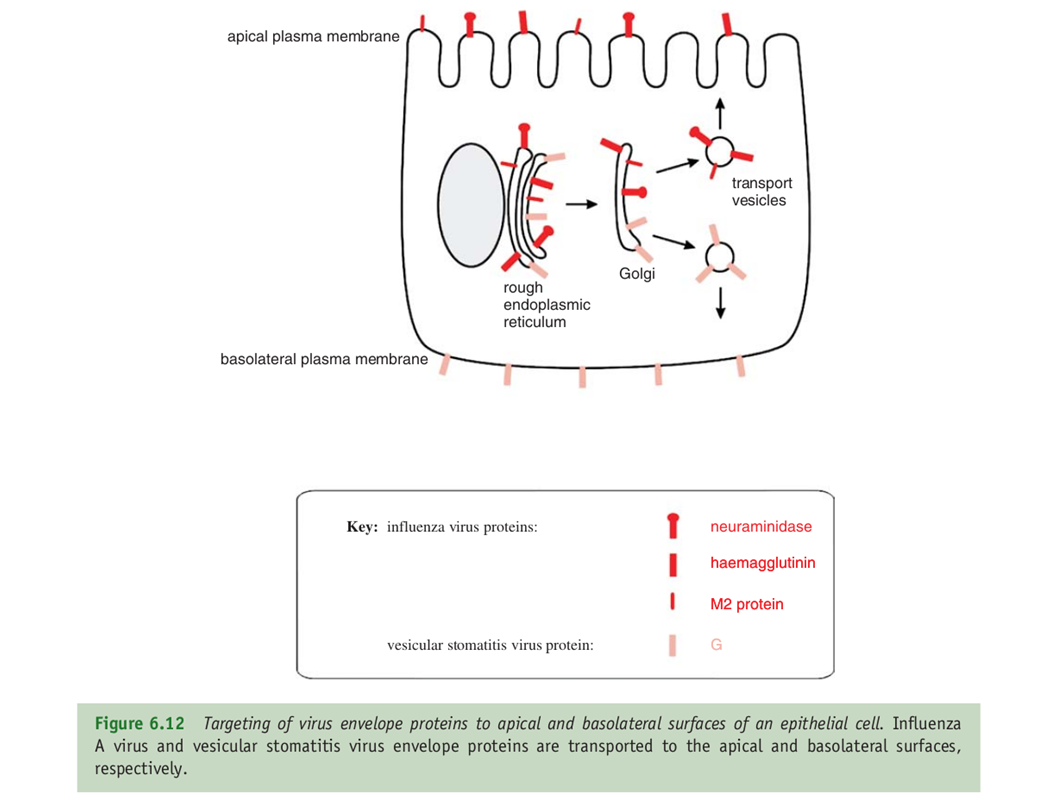 apical plasma membrane
transport
vesicles
Golgi
rough
endoplasmic
reticulum
basolateral plasma membrane
Key: influenza virus proteins:
neuraminidase
haemagglutinin
M2 protein
vesicular stomatitis virus protein:
G
Figure 6.12 Targeting of virus envelope proteins to apical and basolateral surfaces of an epithelial cell. Influenza
A virus and vesicular stomatitis virus envelope proteins are transported to the apical and basolateral surfaces,
respectively.